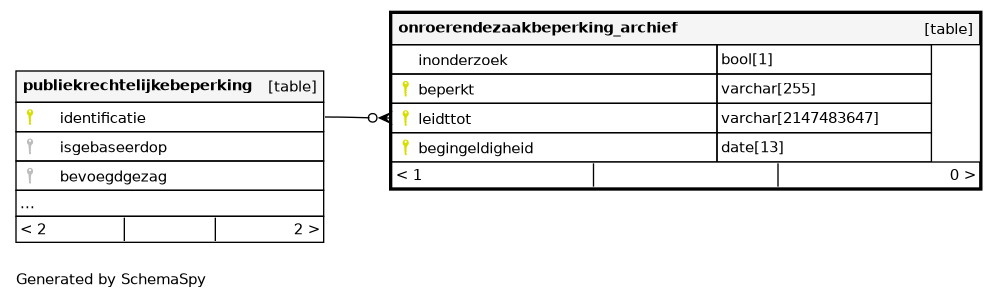 publiekrechtelijkebeperking [table]
identificatie
isgebaseerdop
bevoegdgezag
...
< 2 2 >
onroerendezaakbeperking_archief [table]
inonderzoek bool[1]
beperkt varchar[255]
leidttot varchar[2147483647]
begingeldigheid date[13]
< 1 0 >
Generated by SchemaSpy